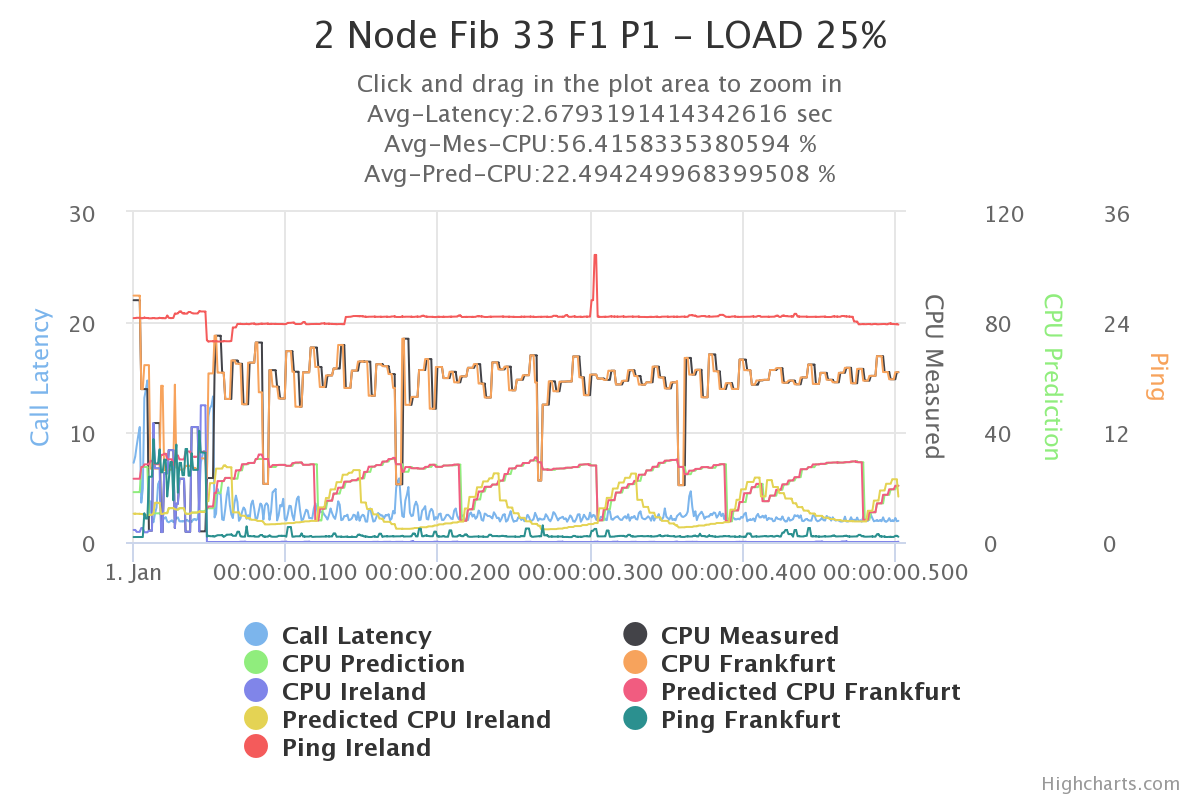 2 Node Fib 33 F1 P1 - LOAD 25%
Click and drag in the plot area to zoom in
Avg-Latency:2.6793191414342616 sec
Avg-Mes-CPU:56.4158335380594 %
Avg-Pred-CPU:22.494249968399508 %
30 120 36
20 80 24
10 40 12
0 0 0
Call Latency
CPU Measured
CPU Prediction
Ping
1. Jan 00:00:00.100 00:00:00.200 00:00:00.300 00:00:00.400 00:00:00.500
Call Latency CPU Measured
CPU Prediction CPU Frankfurt
CPU Ireland Predicted CPU Frankfurt
Predicted CPU Ireland Ping Frankfurt
Ping Ireland
Highcharts.com